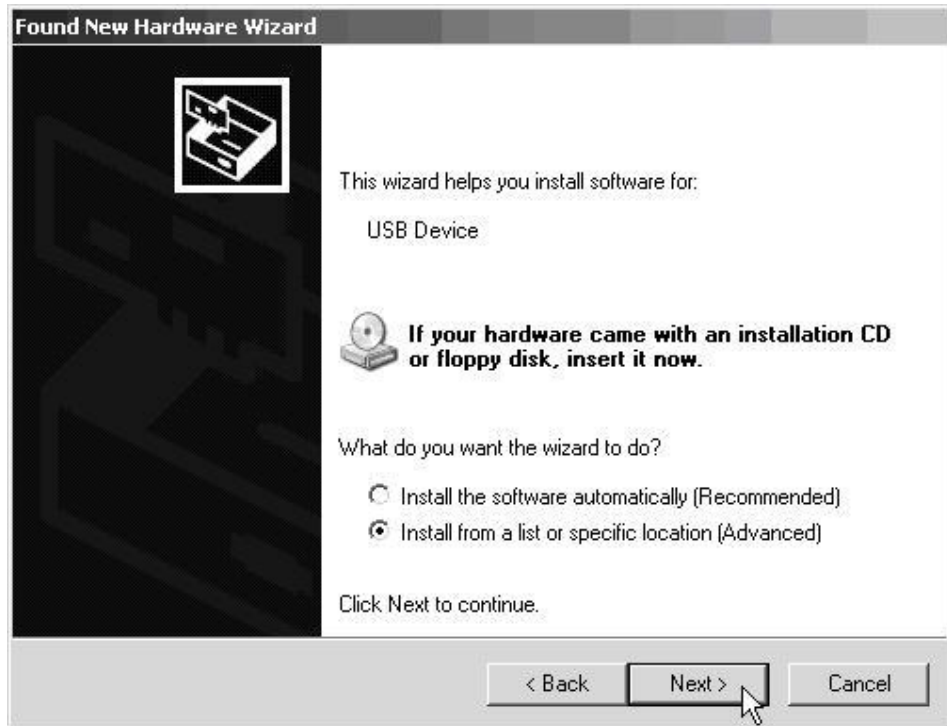 Found New Hardware Wizard
This wizard helps you install software for:
USB Device
If your hardware came with an installation CD
or floppy disk, insert it now.
What do you want the wizard to do?
Install the software automatically (Recommended)
Install from a list or specific location (Advanced)
Click Next to continue.
< Back Next > Cancel